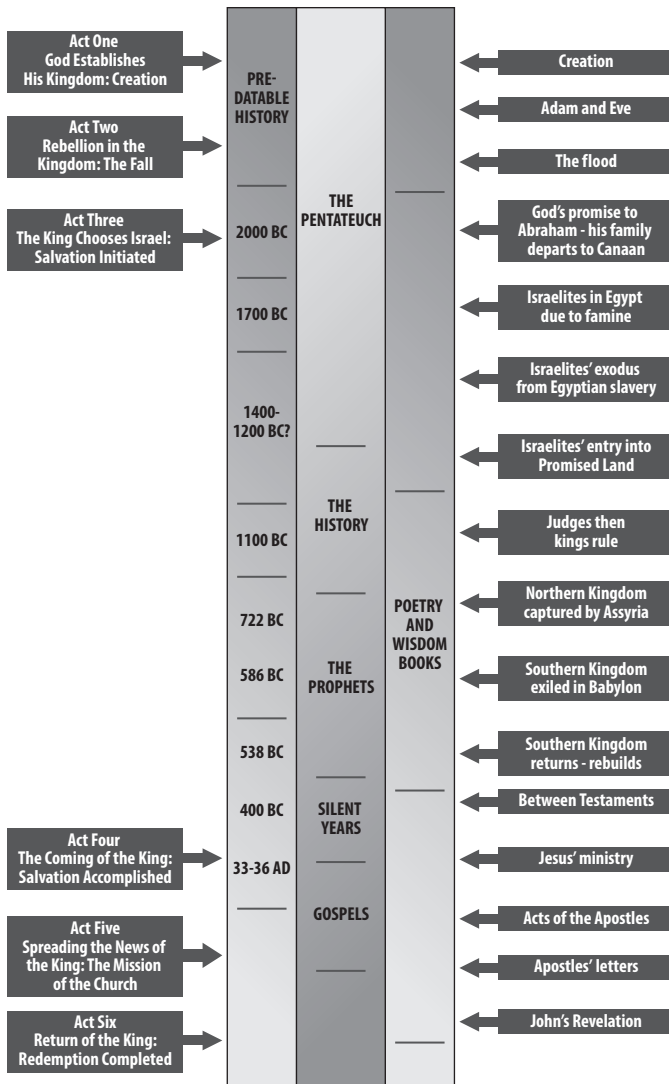 Act One
God Establishes
His Kingdom: Creation
Act Two
Rebellion in the
Kingdom: The Fall
Act Three
The King Chooses Israel:
Salvation Initiated
Act Four
The Coming of the King:
Salvation Accomplished
Act Five
Spreading the News of
the King: The Mission
of the Church
Act Six
Return of the King:
Redemption Completed
PRE-
DATABLE
HISTORY
2000 BC
1700 BC
1400-
1200 BC?
1100 BC
722 BC
586 BC
538 BC
400 BC
33-36 AD
THE
PENTATEUCH
THE
HISTORY
THE
PROPHETS
SILENT
YEARS
GOSPELS
POETRY
AND
WISDOM
BOOKS
Creation
Adam and Eve
The flood
God's promise to
Abraham - his family
departs to Canaan
Israelites in Egypt
due to famine
Israelites' exodus
from Egyptian slavery
Israelites' entry into
Promised Land
Judges then
kings rule
Northern Kingdom
captured by Assyria
Southern Kingdom
exiled in Babylon
Southern Kingdom
returns - rebuilds
Between Testaments
Jesus' ministry
Acts of the Apostles
Apostles' letters
John's Revelation